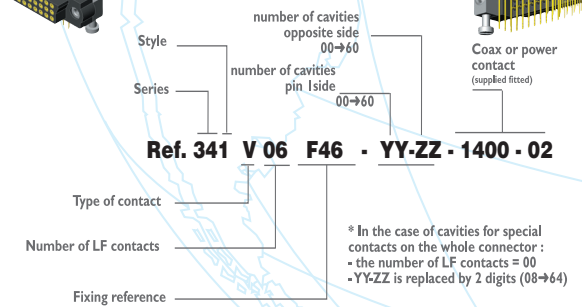 number of cavities
opposite side
00→60
Style
number of cavities
pin 1side
00→60
Series
Coax or power
contact
(supplied fitted)
Ref. 341 V 06 F46 - YY-ZZ - 1400 - 02
Type of contact
Number of LF contacts
Fixing reference
* In the case of cavities for special
contacts on the whole connector :
- the number of LF contacts = 00
- YY-ZZ is replaced by 2 digits (08→64)